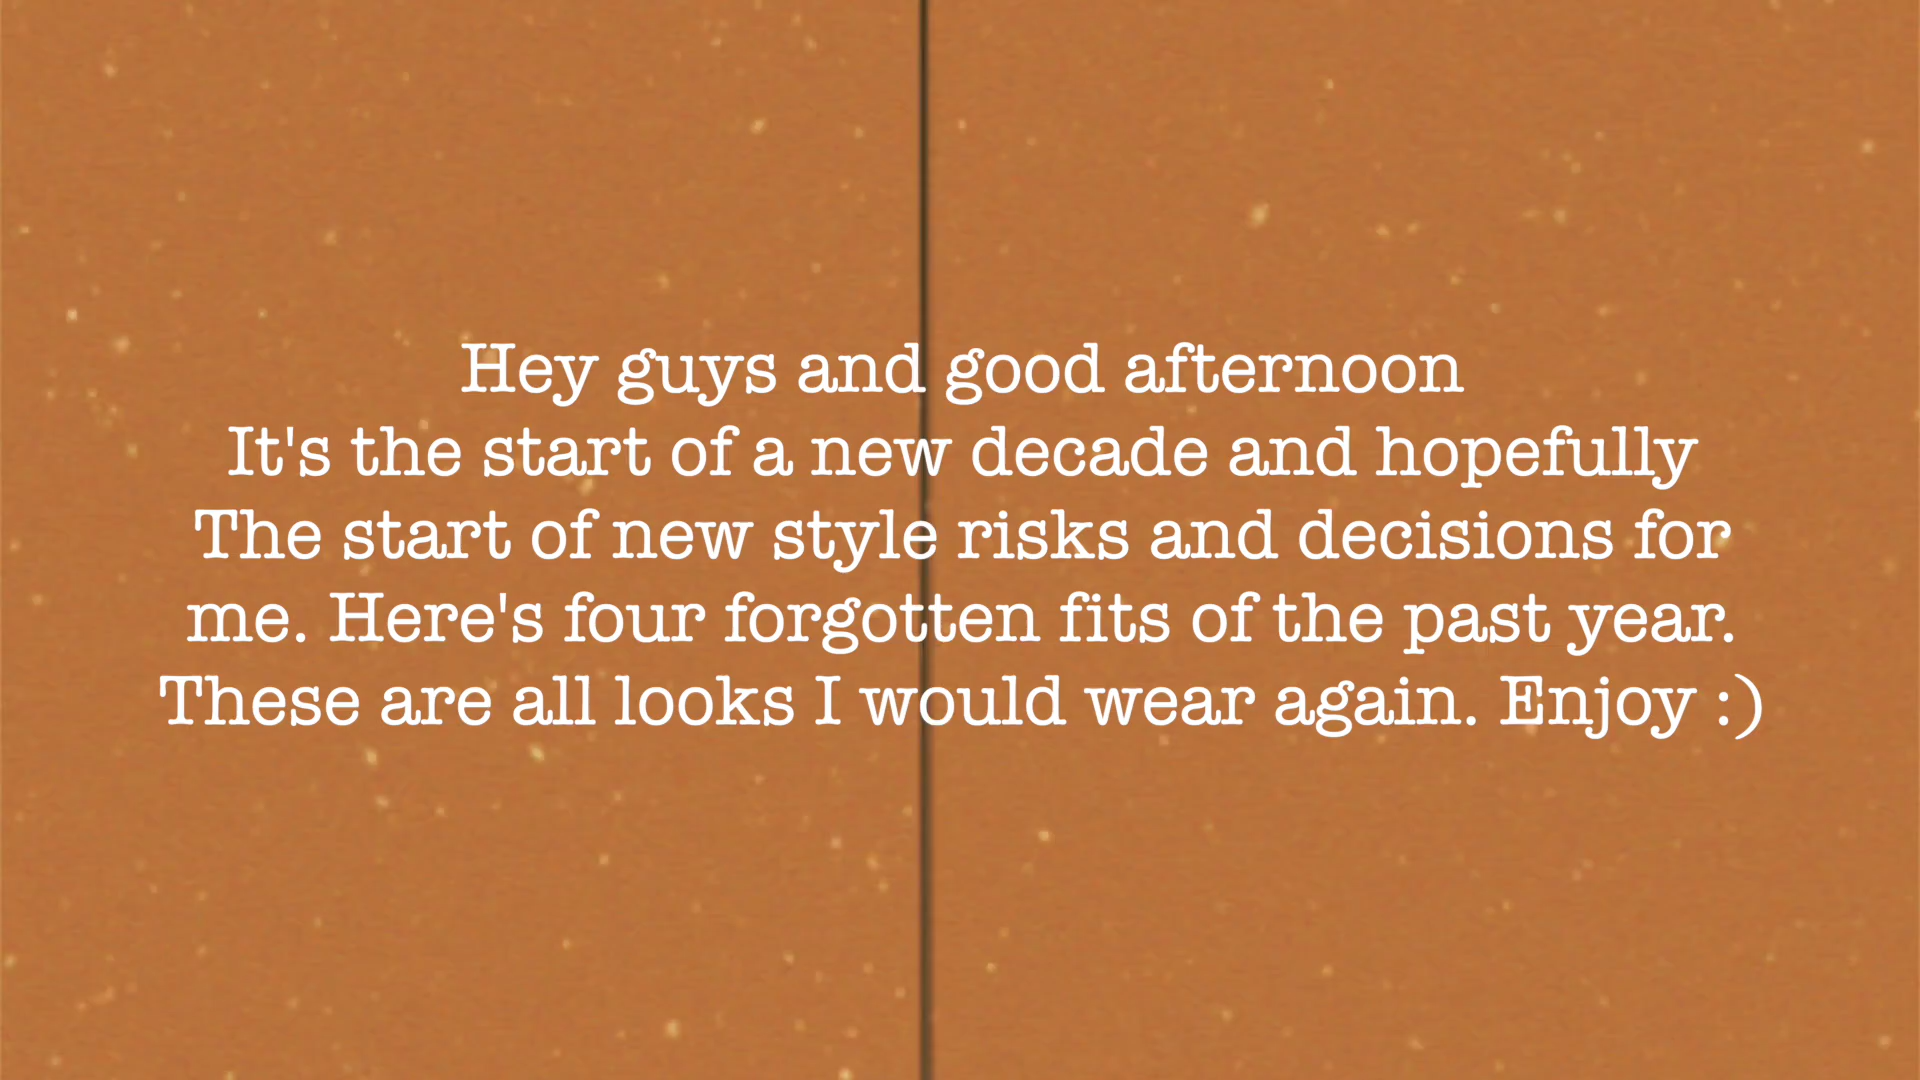 Hey guys and good afternoon
It's the start of a new decade and hopefully
The start of new style risks and decisions for
me. Here's four forgotten fits of the past year.
These are all looks I would wear again. Enjoy :)